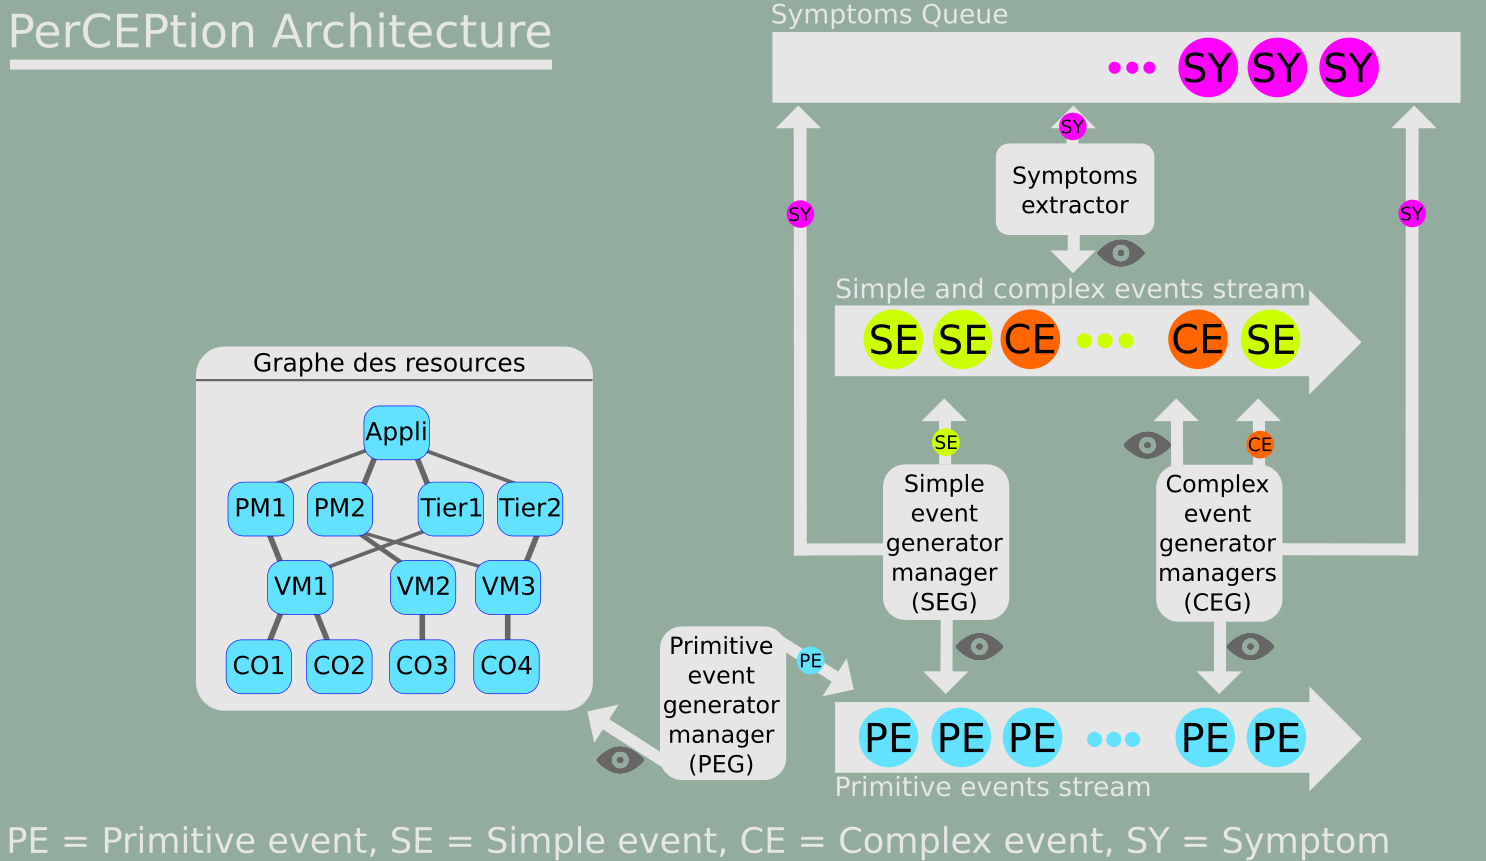 PerCEPtion Architecture
Symptoms Queue
SY SY SY
SY
Symptoms
extractor
SY
SY
Simple and complex events stream
SE SE CE CE SE
Graphe des resources
Appli
PM1 PM2 Tier1 Tier2
VM1 VM2 VM3
CO1 CO2 CO3 CO4
SE
CE
Simple
event
generator
manager
(SEG)
Complex
event
generator
managers
(CEG)
Primitive
event
generator
manager
(PEG)
PE
PE PE PE PE PE
Primitive events stream
PE = Primitive event, SE = Simple event, CE = Complex event, SY = Symptom